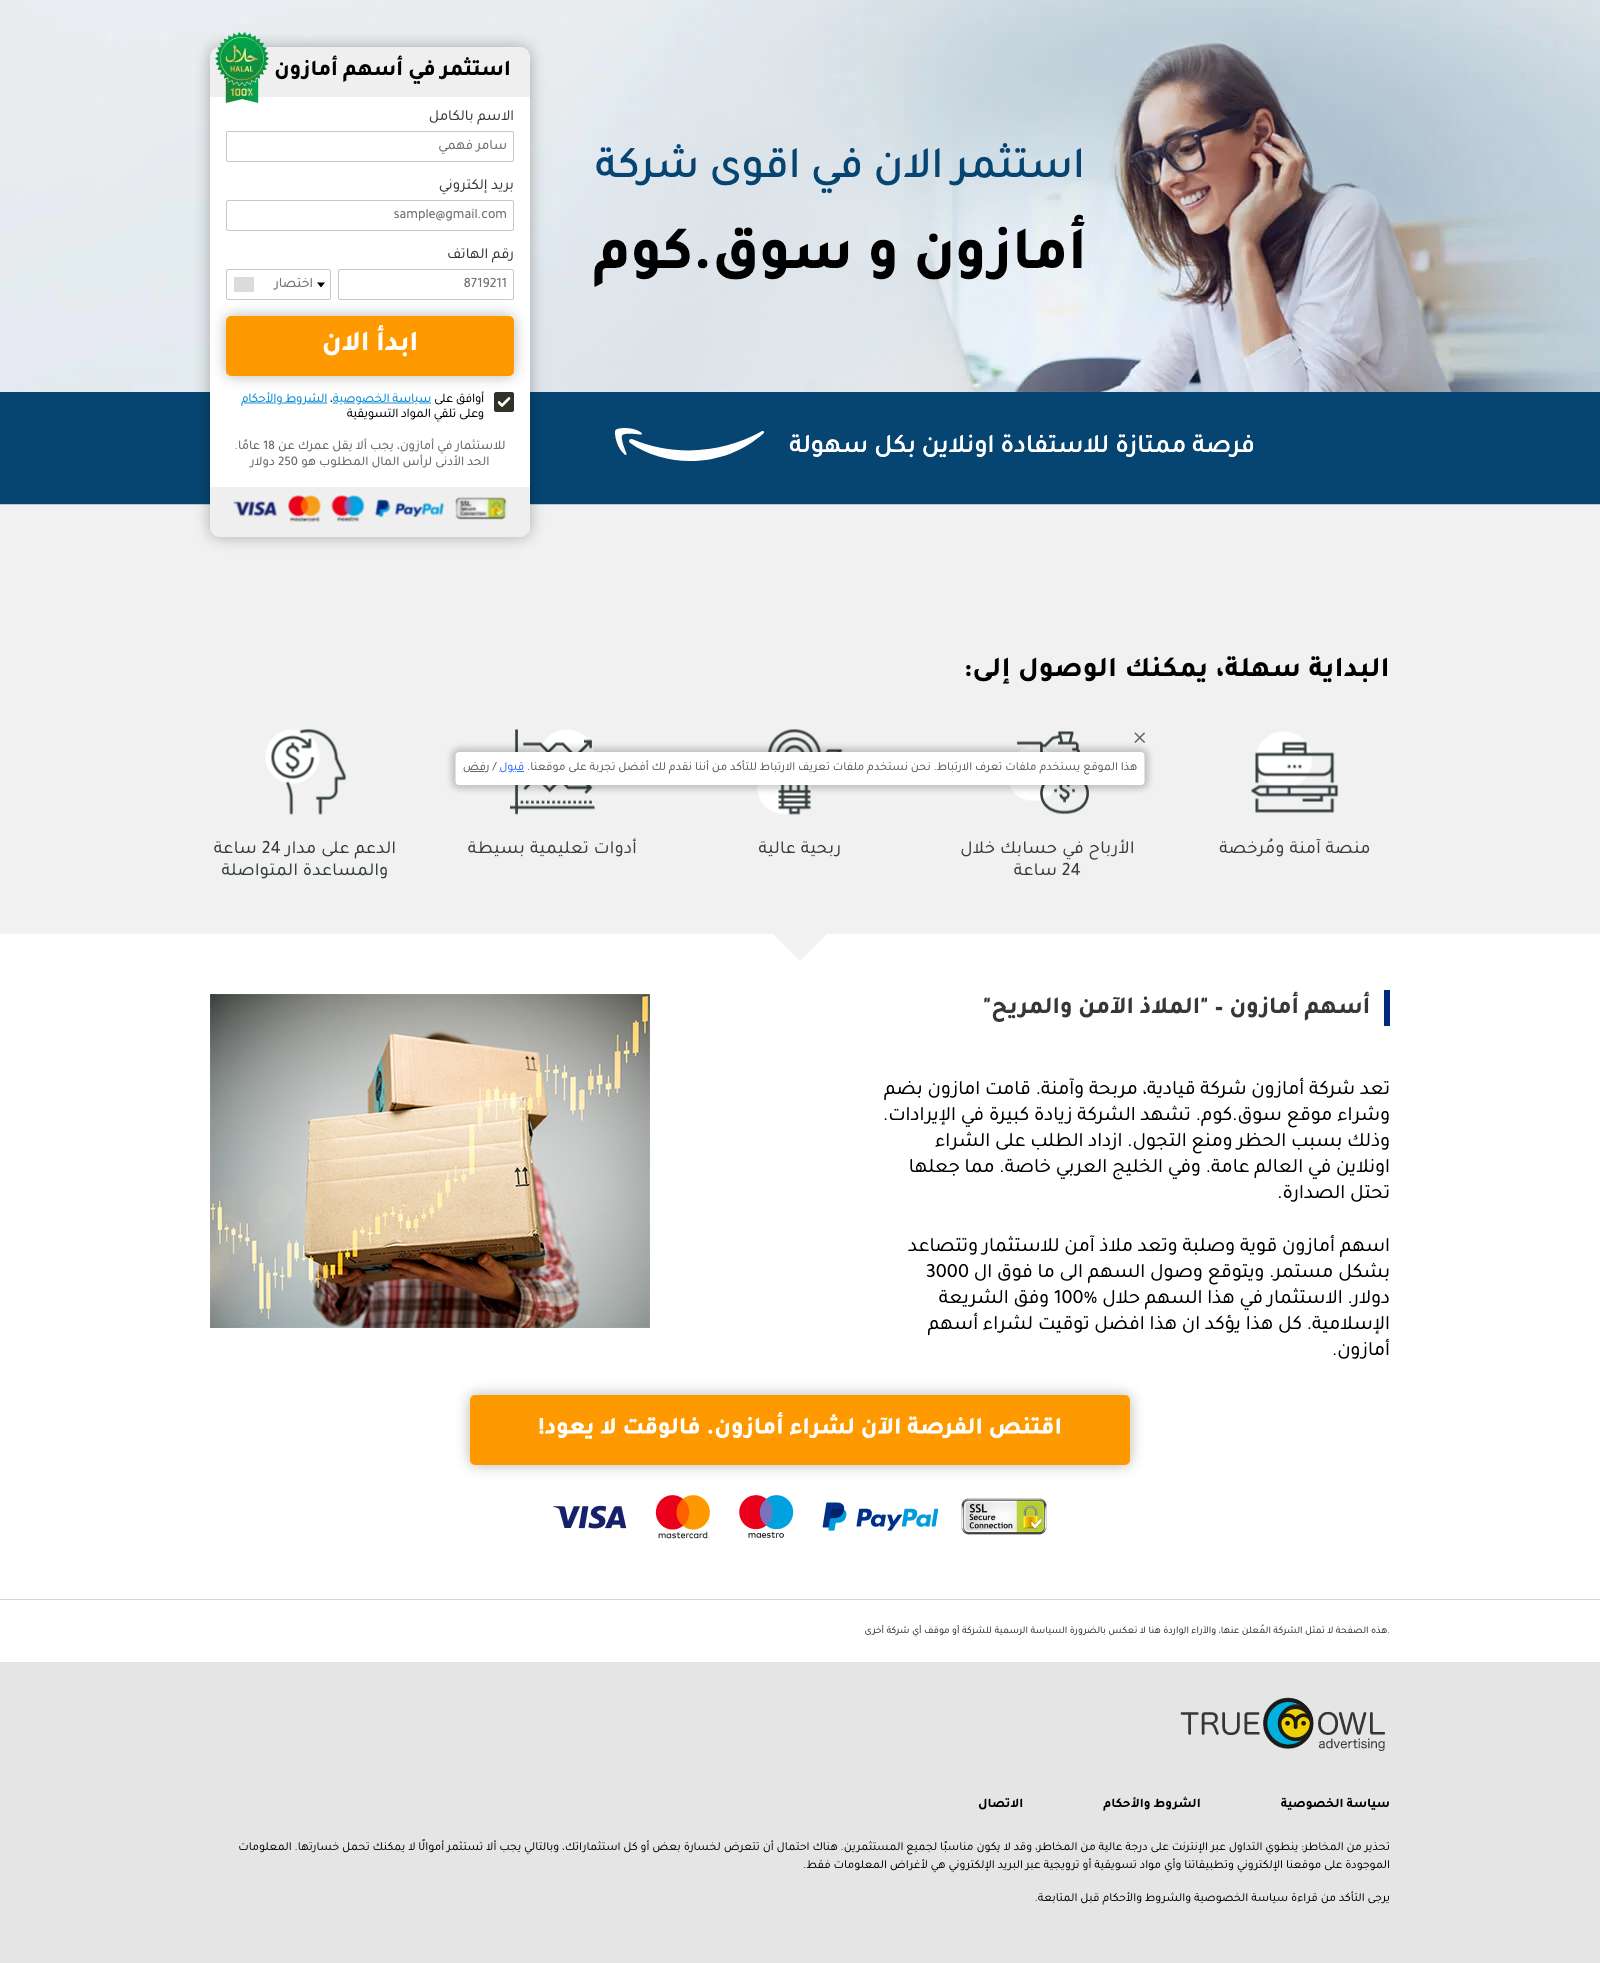 حلال
HALAL
100%
استثمر في أسهم أمازون
الاسم بالكامل
سامر فهمي
بريد إلكتروني
sample@gmail.com
رقم الهاتف
8719211
اختصار
ابدأ الان
أوافق على سياسة الخصوصية، الشروط والأحكام
وعلى تلقي المواد التسويقية
للاستثمار في أمازون، يجب ألا يقل عمرك عن 18 عامًا.
الحد الأدنى لرأس المال المطلوب هو 250 دولار
VISA mastercard maestro PayPal SSL Secure Connection
استثمر الان في اقوى شركة
أمازون و سوق.كوم
فرصة ممتازة للاستفادة اونلاين بكل سهولة
البداية سهلة، يمكنك الوصول إلى:
هذا الموقع يستخدم ملفات تعرف الارتباط. نحن نستخدم ملفات تعريف الارتباط للتأكد من أننا نقدم لك أفضل تجربة على موقعنا. قبول / رفض
منصة آمنة ومُرخصة
الأرباح في حسابك خلال
24 ساعة
ربحية عالية
أدوات تعليمية بسيطة
الدعم على مدار 24 ساعة
والمساعدة المتواصلة
أسهم أمازون - "الملاذ الآمن والمريح"
تعد شركة أمازون شركة قيادية، مربحة وآمنة. قامت امازون بضم
وشراء موقع سوق.كوم. تشهد الشركة زيادة كبيرة في الإيرادات.
وذلك بسبب الحظر ومنع التجول. ازداد الطلب على الشراء
اونلاين في العالم عامة. وفي الخليج العربي خاصة. مما جعلها
تحتل الصدارة.
اسهم أمازون قوية وصلبة وتعد ملاذ آمن للاستثمار وتتصاعد
بشكل مستمر. ويتوقع وصول السهم الى ما فوق ال 3000
دولار. الاستثمار في هذا السهم حلال 100% وفق الشريعة
الإسلامية. كل هذا يؤكد ان هذا افضل توقيت لشراء أسهم
أمازون.
اقتنص الفرصة الآن لشراء أمازون. فالوقت لا يعود!
VISA mastercard maestro PayPal SSL
Secure
Connection
هذه الصفحة لا تمثل الشركة المُعلن عنها، والآراء الواردة هنا لا تعكس بالضرورة السياسة الرسمية للشركة أو موقف أي شركة أخرى.
TRUE OWL
advertising
سياسة الخصوصية
الشروط والأحكام
الاتصال
تحذير من المخاطر: ينطوي التداول عبر الإنترنت على درجة عالية من المخاطر، وقد لا يكون مناسبًا لجميع المستثمرين. هناك احتمال أن تتعرض لخسارة بعض أو كل استثماراتك، وبالتالي يجب ألا تستثمر أموالًا لا يمكنك تحمل خسارتها. المعلومات
الموجودة على موقعنا الإلكتروني وتطبيقاتنا وأي مواد تسويقية أو ترويجية عبر البريد الإلكتروني هي لأغراض المعلومات فقط.
يرجى التأكد من قراءة سياسة الخصوصية والشروط والأحكام قبل المتابعة.